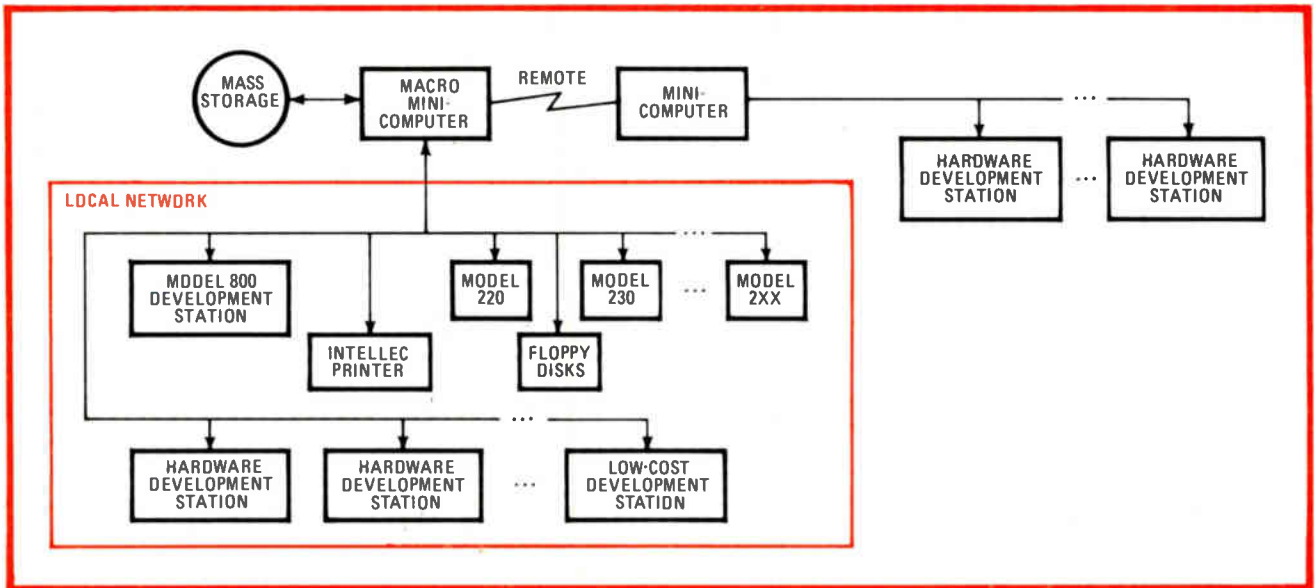 MASS
STORAGE
MACRO
MINI-
COMPUTER
REMOTE
MINI-
COMPUTER
...
HARDWARE
DEVELOPMENT
STATION
...
HARDWARE
DEVELOPMENT
STATION
LOCAL NETWORK
...
MODEL 800
DEVELOPMENT
STATION
MODEL
220
MODEL
230
...
MODEL
2XX
INTELLEC
PRINTER
FLOPPY
DISKS
...
HARDWARE
DEVELOPMENT
STATION
HARDWARE
DEVELOPMENT
STATION
...
LOW-COST
DEVELOPMENT
STATION